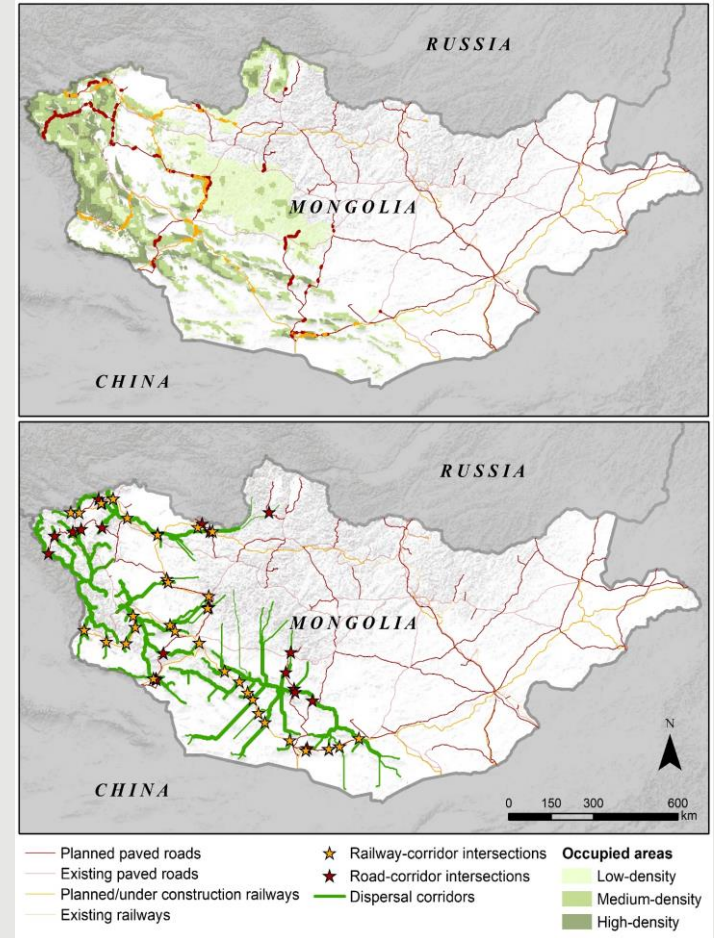 RUSSIA
MONGOLIA
CHINA
RUSSIA
MONGOLIA
N
CHINA
0 150 300 600
km
Planned paved roads
Existing paved roads
Planned/under construction railways
Existing railways
Railway-corridor intersections
Road-corridor intersections
Dispersal corridors
Occupied areas
Low-density
Medium-density
High-density